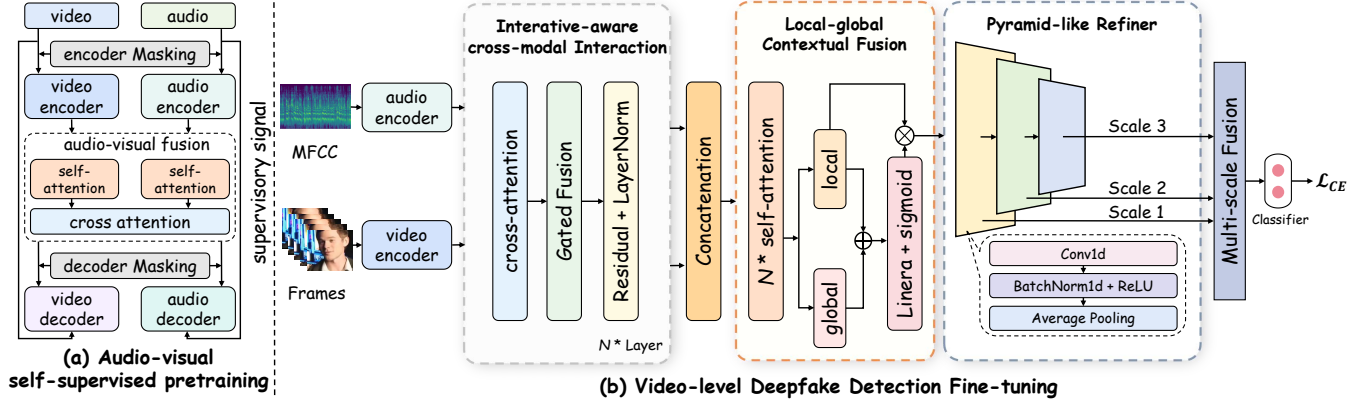 video
audio
encoder Masking
video
encoder
audio
encoder
audio-visual fusion
self-
attention
self-
attention
cross attention
decoder Masking
video
decoder
audio
decoder
supervisory signal
(a) Audio-visual
self-supervised pretraining
MFCC
audio
encoder
Frames
video
encoder
Interative-aware
cross-modal Interaction
cross-attention
Gated Fusion
Residual + LayerNorm
N* Layer
Concatenation
Local-global
Contextual Fusion
N* self-attention
local
global
Linera + sigmoid
Pyramid-like Refiner
Scale 3
Scale 2
Scale 1
Conv1d
BatchNorm1d + ReLU
Average Pooling
Multi-scale Fusion
Classifier
ℒ_CE
(b) Video-level Deepfake Detection Fine-tuning